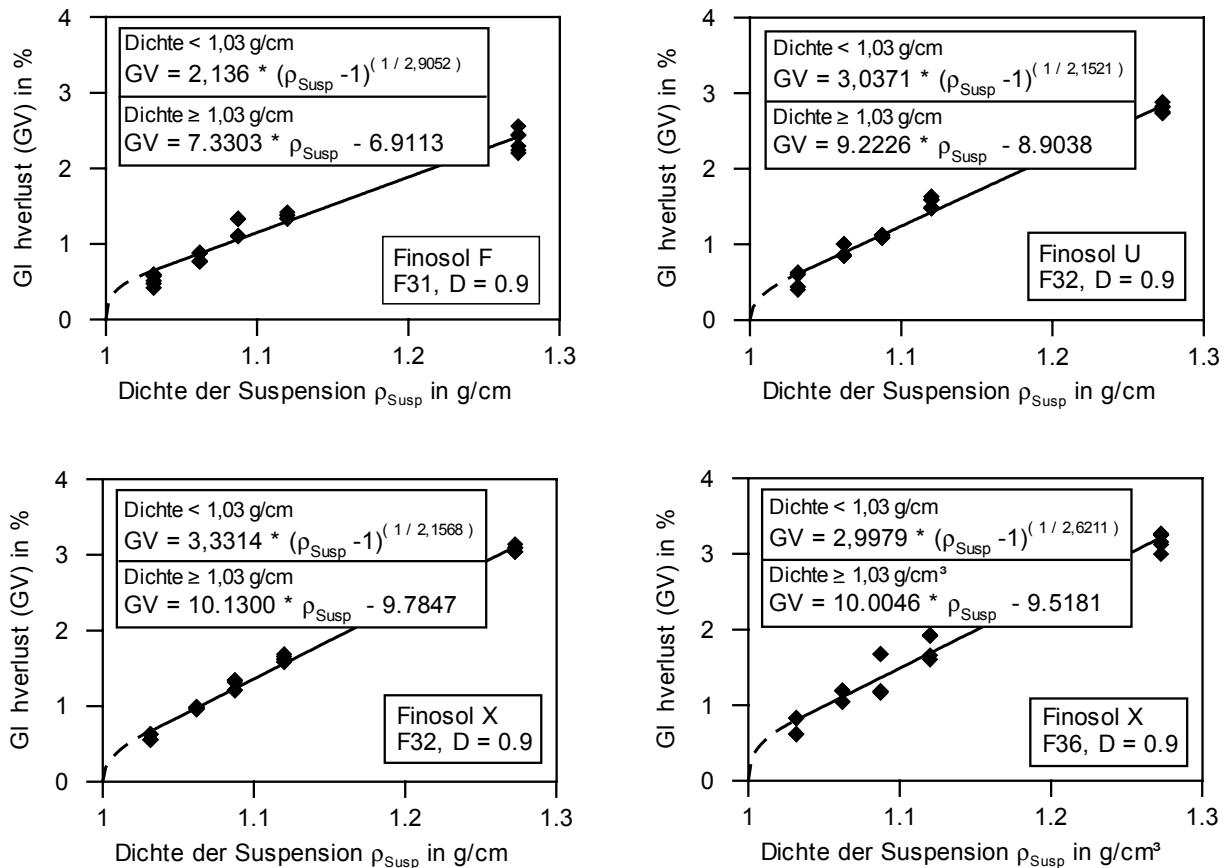 4
3
2
1
0
Dichte < 1,03 g/cm
GV = 2,136 * (ρSusp -1)( 1 / 2,9052 )
Dichte ≥ 1,03 g/cm
GV = 7.3303 * ρSusp - 6.9113
Finosol F
F31, D = 0.9
Gl hverlust (GV) in %
1 1.1 1.2 1.3
Dichte der Suspension ρSusp in g/cm
4
3
2
1
0
Dichte < 1,03 g/cm
GV = 3,0371 * (ρSusp -1)( 1 / 2,1521 )
Dichte ≥ 1,03 g/cm
GV = 9.2226 * ρSusp - 8.9038
Finosol U
F32, D = 0.9
Gl hverlust (GV) in %
1 1.1 1.2 1.3
Dichte der Suspension ρSusp in g/cm
4
3
2
1
0
Dichte < 1,03 g/cm
GV = 3,3314 * (ρSusp -1)( 1 / 2,1568 )
Dichte ≥ 1,03 g/cm
GV = 10.1300 * ρSusp - 9.7847
Finosol X
F32, D = 0.9
Gl hverlust (GV) in %
1 1.1 1.2 1.3
Dichte der Suspension ρSusp in g/cm
4
3
2
1
0
Dichte < 1,03 g/cm
GV = 2,9979 * (ρSusp -1)( 1 / 2,6211 )
Dichte ≥ 1,03 g/cm³
GV = 10.0046 * ρSusp - 9.5181
Finosol X
F36, D = 0.9
Gl hverlust (GV) in %
1 1.1 1.2 1.3
Dichte der Suspension ρSusp in g/cm³